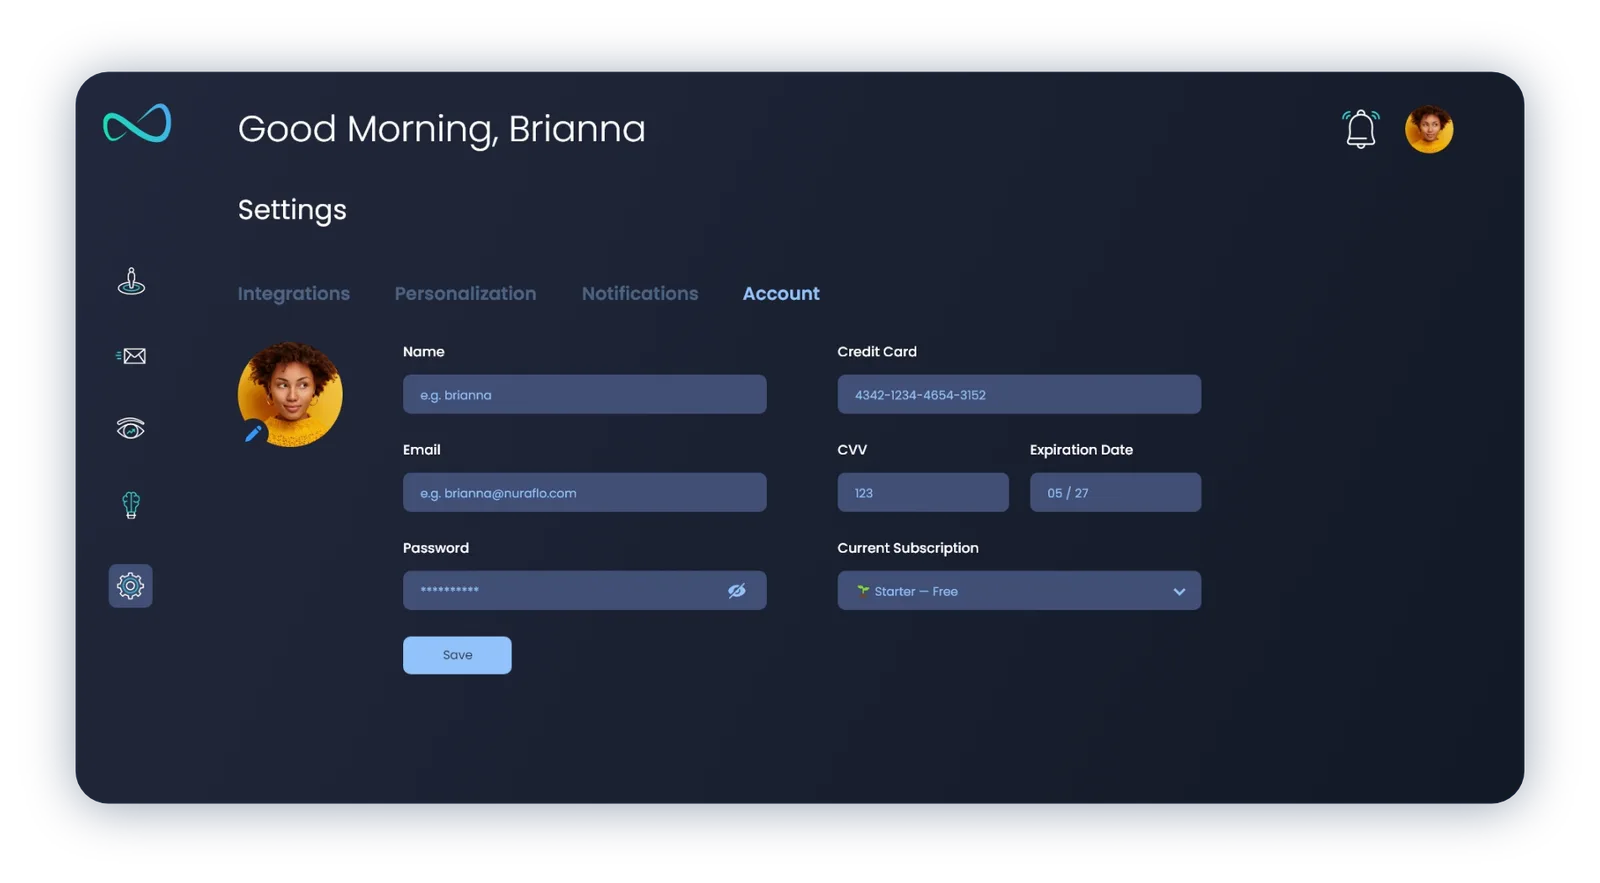 Good Morning, Brianna
Settings
Integrations
Personalization
Notifications
Account
Name
e.g. brianna
Email
e.g. brianna@nuraflo.com
Password
**********
Save
Credit Card
4342-1234-4654-3152
CVV
123
Expiration Date
05 / 27
Current Subscription
Starter — Free